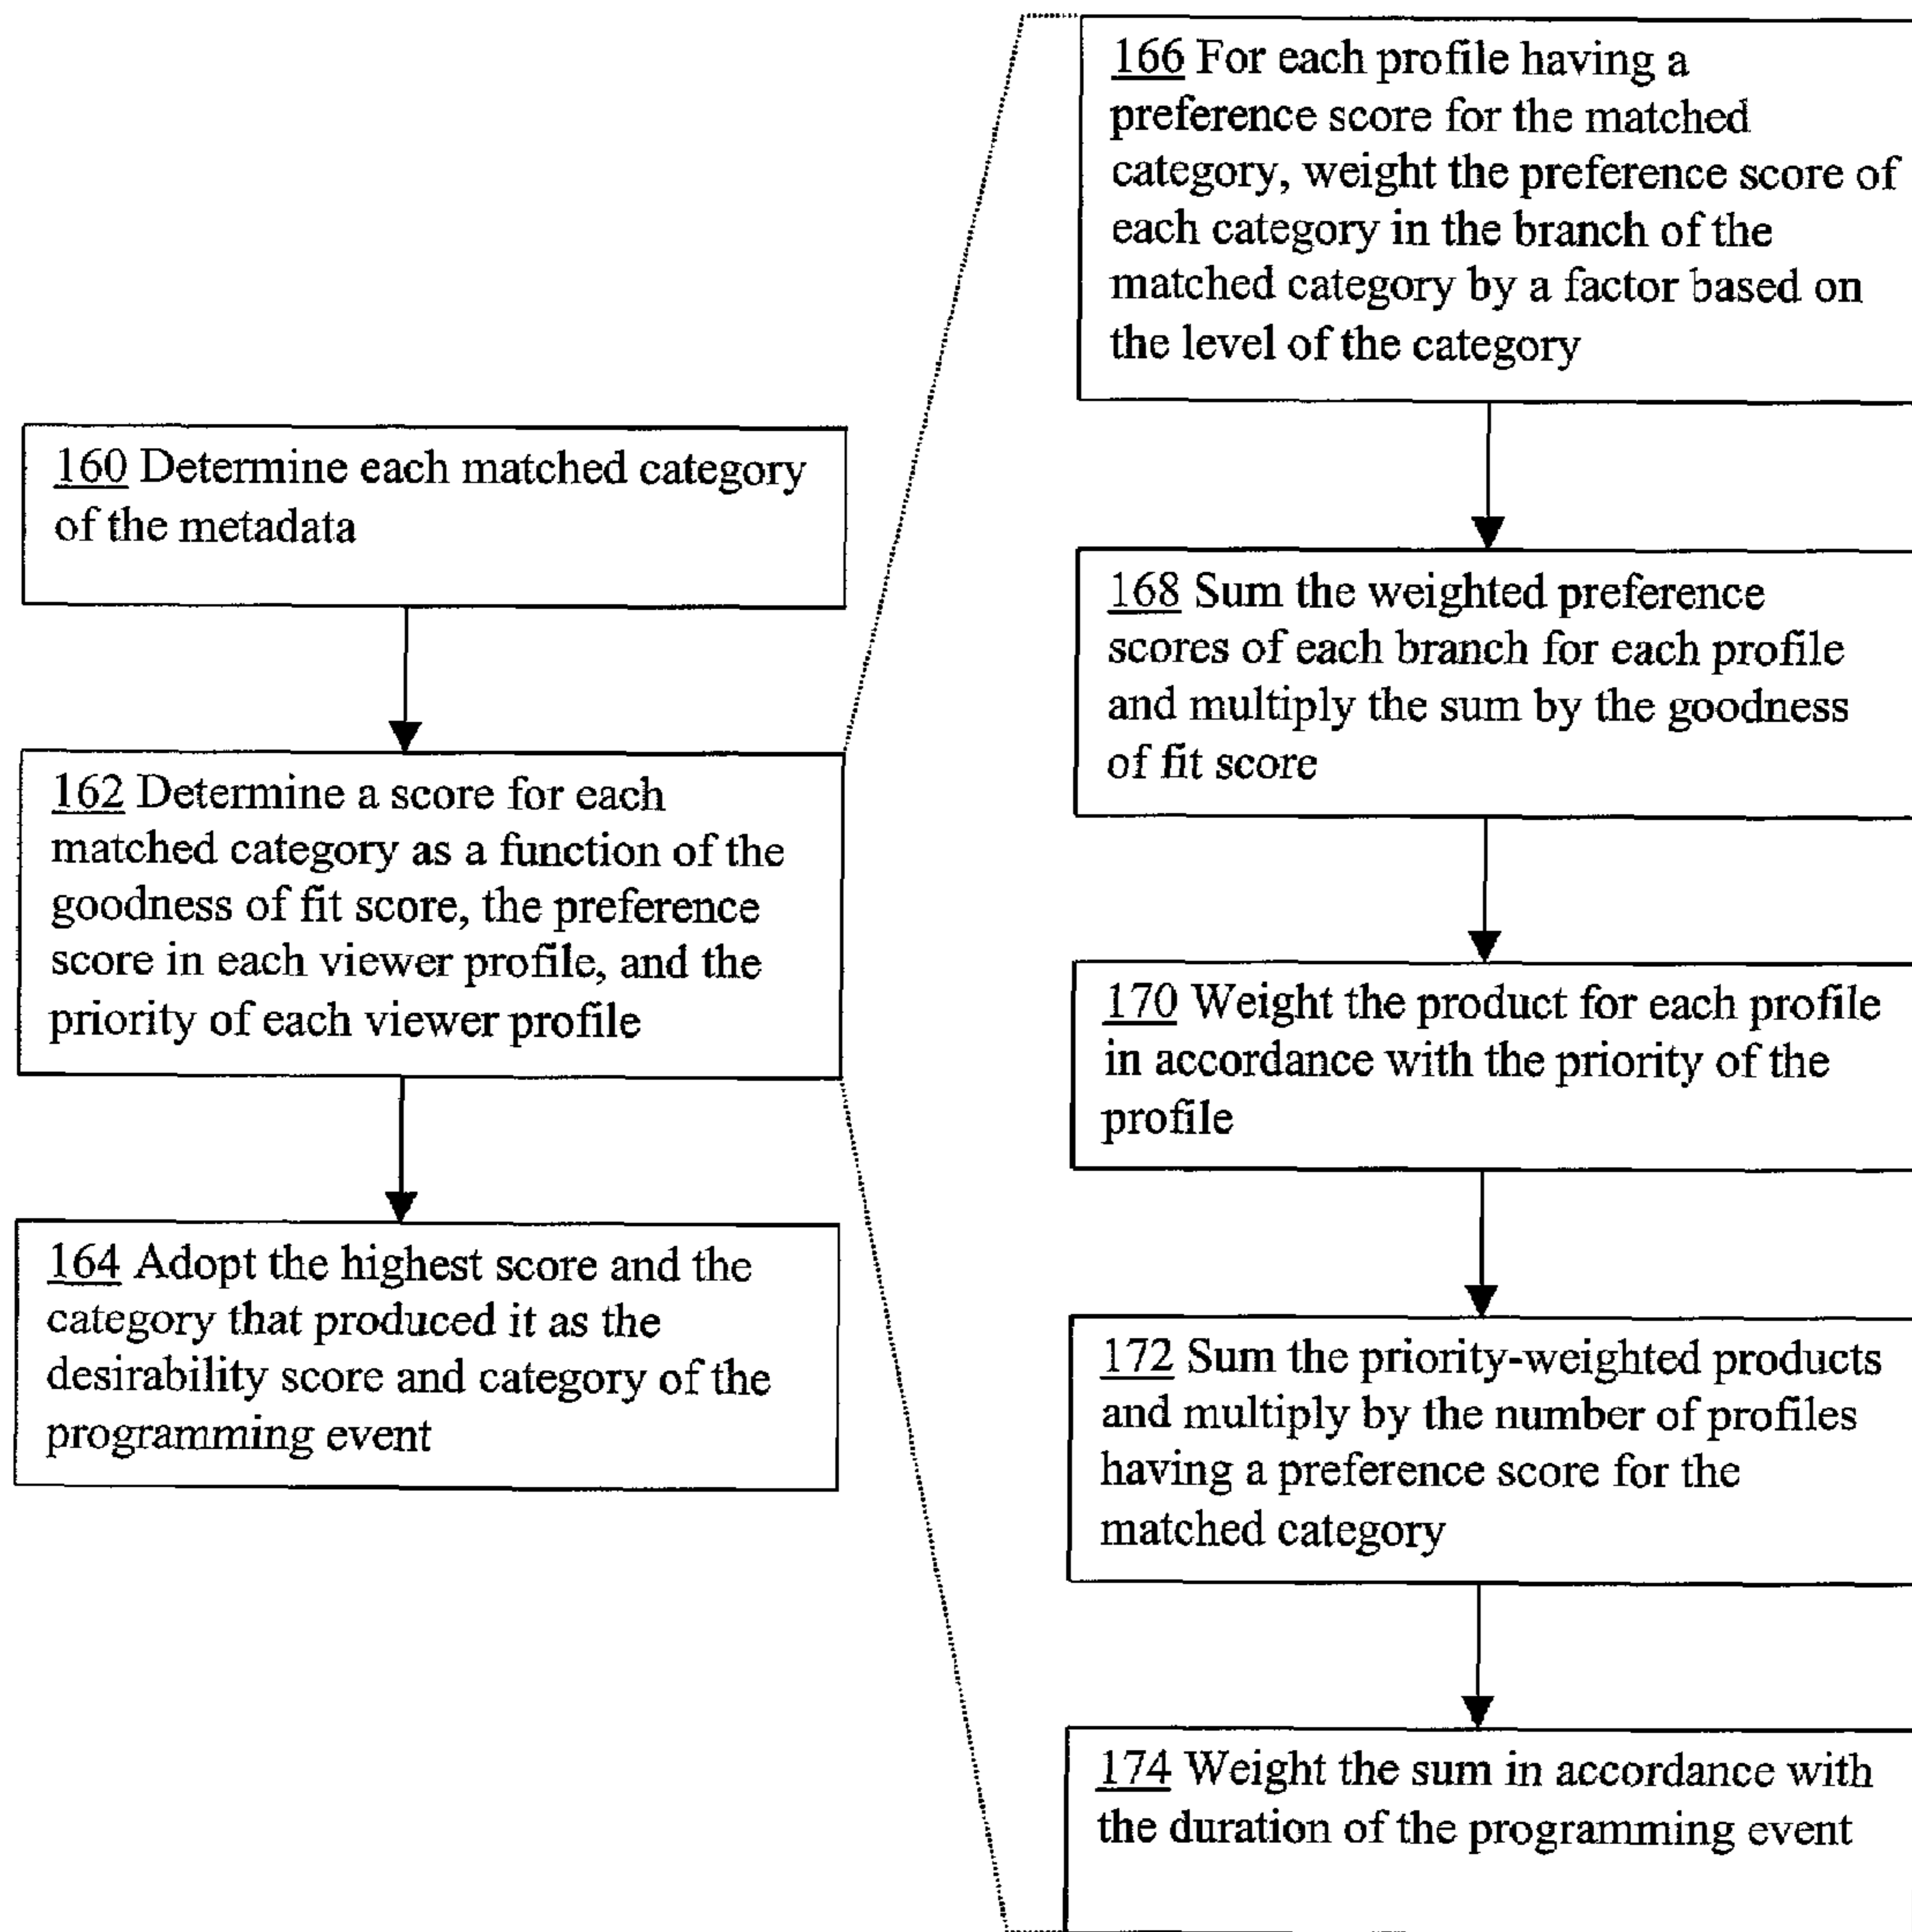 160 Determine each matched category
of the metadata
162 Determine a score for each
matched category as a function of the
goodness of fit score, the preference
score in each viewer profile, and the
priority of each viewer profile
164 Adopt the highest score and the
category that produced it as the
desirability score and category of the
programming event
166 For each profile having a
preference score for the matched
category, weight the preference score of
each category in the branch of the
matched category by a factor based on
the level of the category
168 Sum the weighted preference
scores of each branch for each profile
and multiply the sum by the goodness
of fit score
170 Weight the product for each profile
in accordance with the priority of the
profile
172 Sum the priority-weighted products
and multiply by the number of profiles
having a preference score for the
matched category
174 Weight the sum in accordance with
the duration of the programming event